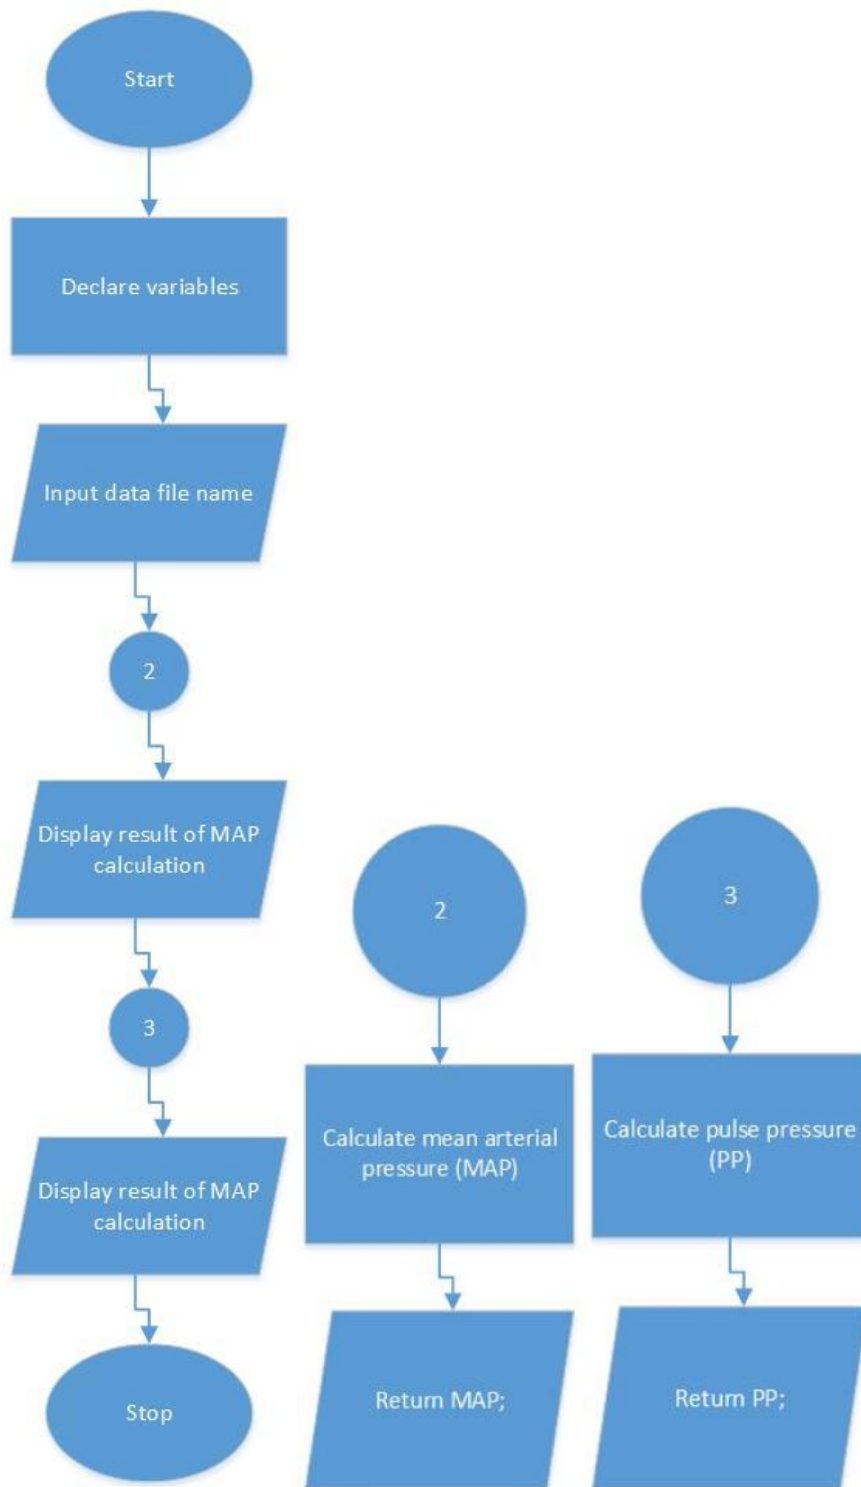 Start
Declare variables
Input data file name
2
Display result of MAP
calculation
3
Display result of MAP
calculation
Stop
2
Calculate mean arterial
pressure (MAP)
Return MAP;
3
Calculate pulse pressure
(PP)
Return PP;